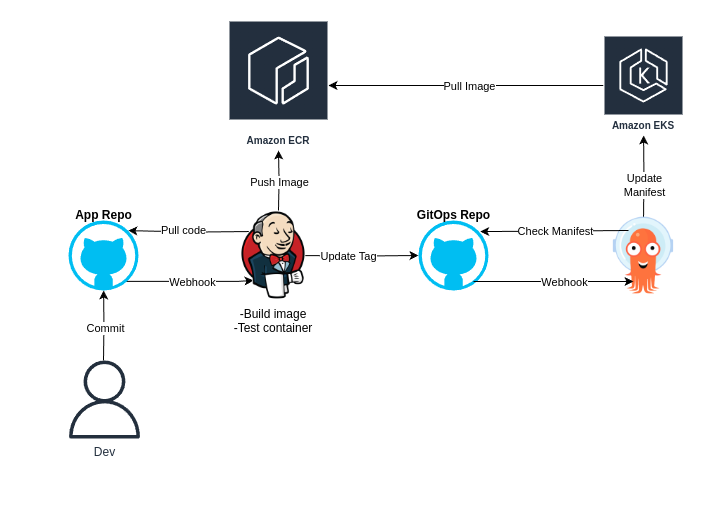 Amazon ECR
Pull Image
K
Amazon EKS
Push Image
Update
Manifest
App Repo
Pull code
GitOps Repo
Check Manifest
Update Tag
Webhook
Webhook
-Build image
-Test container
Commit
Dev